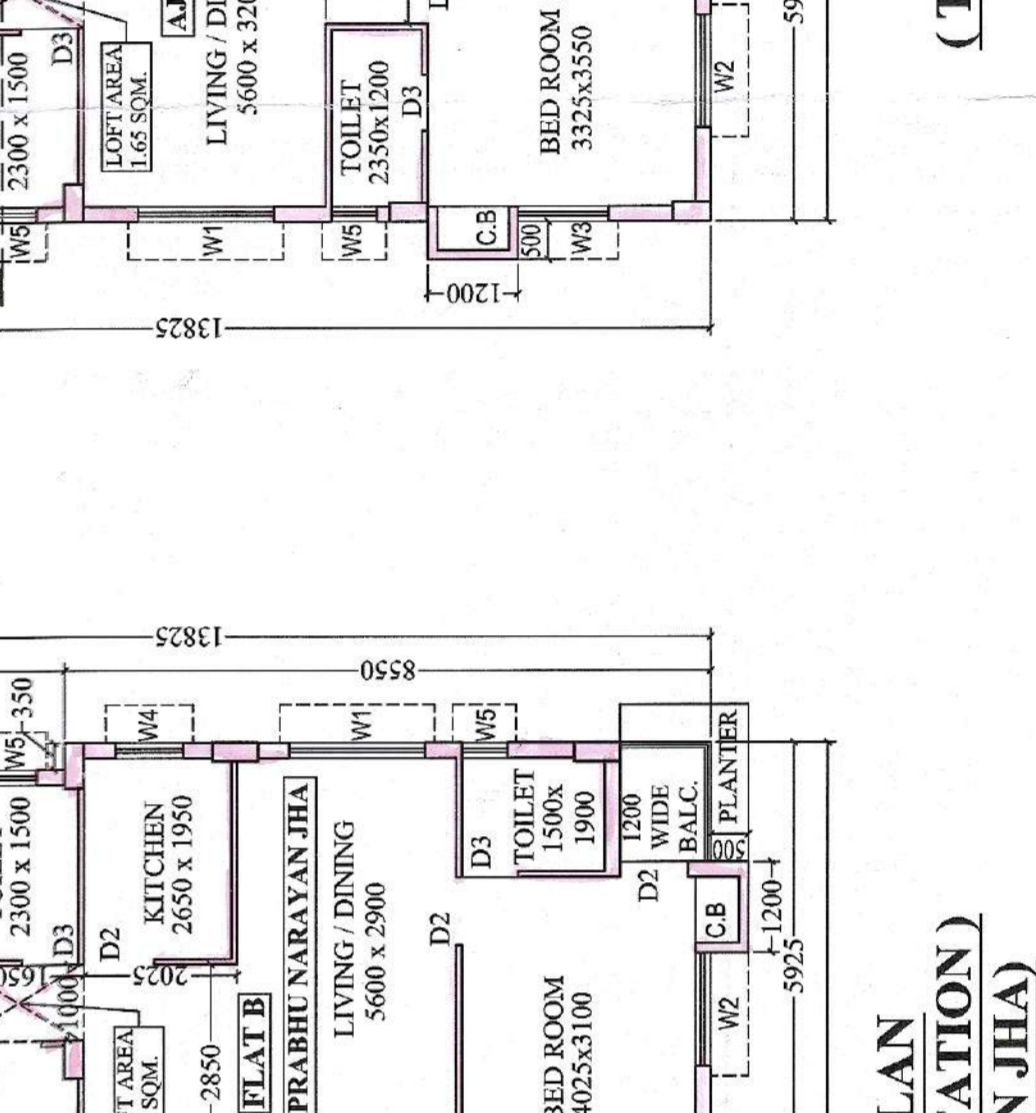 2300 x 1500
D3
LOFT AREA
1.65 SQM.
LIVING / DI
5600 x 320
TOILET
2350x1200
D3
BED ROOM
3325x3550
W2
59
W5
W1
W5
C.B
500
W3
1200
13825
13825
8550
350
W5
W4
W1
W5
2300 x 1500
D3
D2
KITCHEN
2650 x 1950
2025
1000
PRABHU NARAYAN JHA
FLAT B
LIVING / DINING
5600 x 2900
D3
TOILET
1500x
1900
1200
WIDE
BALC.
PLANTER
500
D2
D2
C.B
1200
5925
W2
BED ROOM
4025x3100
2850
T AREA
SQM.
LAN
TATION )
N JHA)
( T